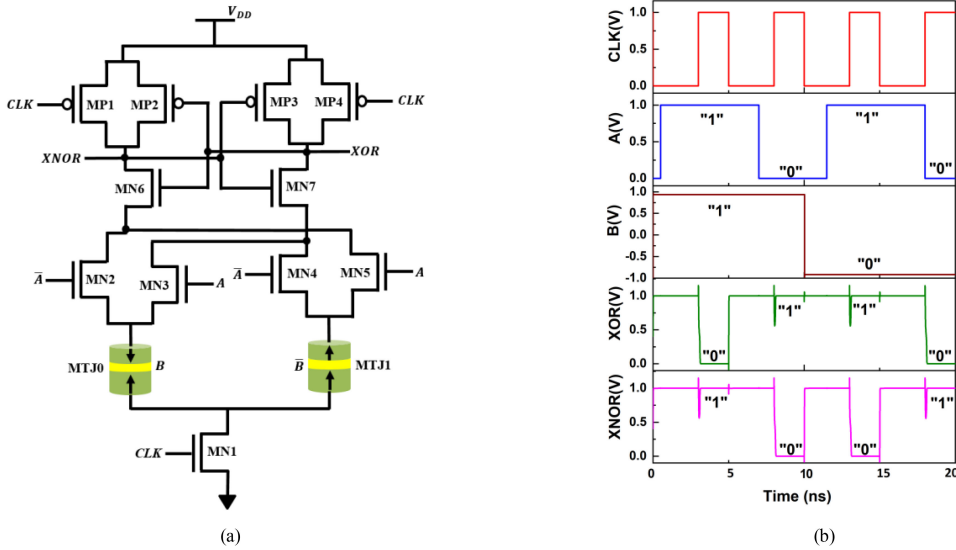 V_DD
CLK MP1 MP2 MP3 MP4 CLK
XNOR XOR
MN6 MN7
A̅ MN2 MN3 A A̅ MN4 MN5 A
MTJ0 B B̅ MTJ1
CLK MN1
(a)
CLK(V)
1.0
0.5
0.0
A(V)
1.0
0.5
0.0
"1" "0" "1" "0"
B(V)
1.0
0.5
0.0
-0.5
-1.0
"1" "0"
XOR(V)
1.0
0.5
0.0
"0" "1" "1" "0"
XNOR(V)
1.0
0.5
0.0
"1" "0" "0" "1"
0 5 10 15 20
Time (ns)
(b)